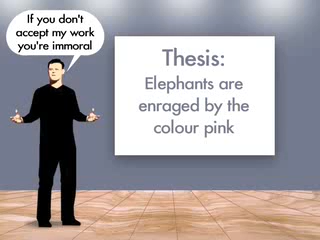 If you don't
accept my work
you're immoral
Thesis:
Elephants are
enraged by the
colour pink